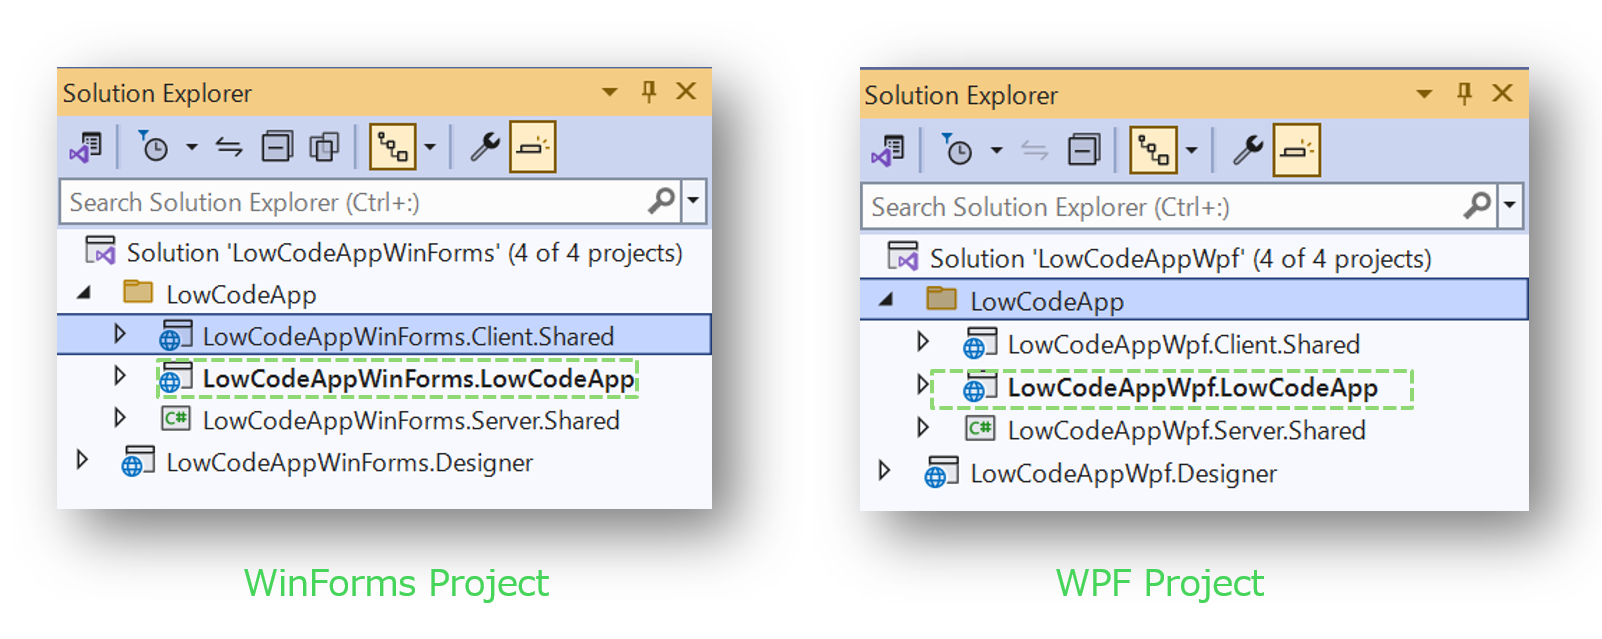 Solution Explorer
Search Solution Explorer (Ctrl+:)
Solution 'LowCodeAppWinForms' (4 of 4 projects)
LowCodeApp
LowCodeAppWinForms.Client.Shared
LowCodeAppWinForms.LowCodeApp
C# LowCodeAppWinForms.Server.Shared
LowCodeAppWinForms.Designer
WinForms Project
Solution Explorer
Search Solution Explorer (Ctrl+:)
Solution 'LowCodeAppWpf' (4 of 4 projects)
LowCodeApp
LowCodeAppWpf.Client.Shared
LowCodeAppWpf.LowCodeApp
C# LowCodeAppWpf.Server.Shared
LowCodeAppWpf.Designer
WPF Project